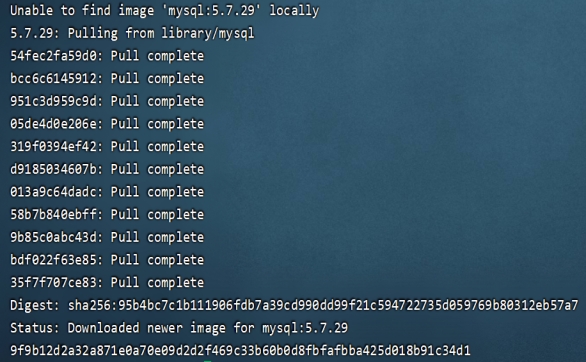 Unable to find image 'mysql:5.7.29' locally
5.7.29: Pulling from library/mysql
54fec2fa59d0: Pull complete
bcc6c6145912: Pull complete
951c3d959c9d: Pull complete
05de4d0e206e: Pull complete
319f0394ef42: Pull complete
d9185034607b: Pull complete
013a9c64dadc: Pull complete
58b7b840ebff: Pull complete
9b85c0abc43d: Pull complete
bdf022f63e85: Pull complete
35f7f707ce83: Pull complete
Digest: sha256:95b4bc7c1b111906fdb7a39cd990dd99f21c594722735d059769b80312eb57a7
Status: Downloaded newer image for mysql:5.7.29
9f9b12d2a32a871e0a70e09d2d2f469c33b60b0d8fbfafbba425d018b91c34d1